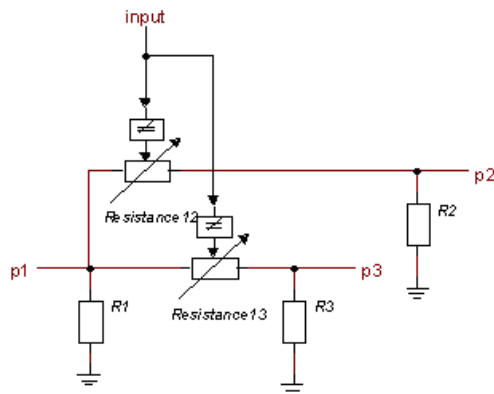 input
p2
Resistance12
R2
p1
p3
R1
Resistance13
R3